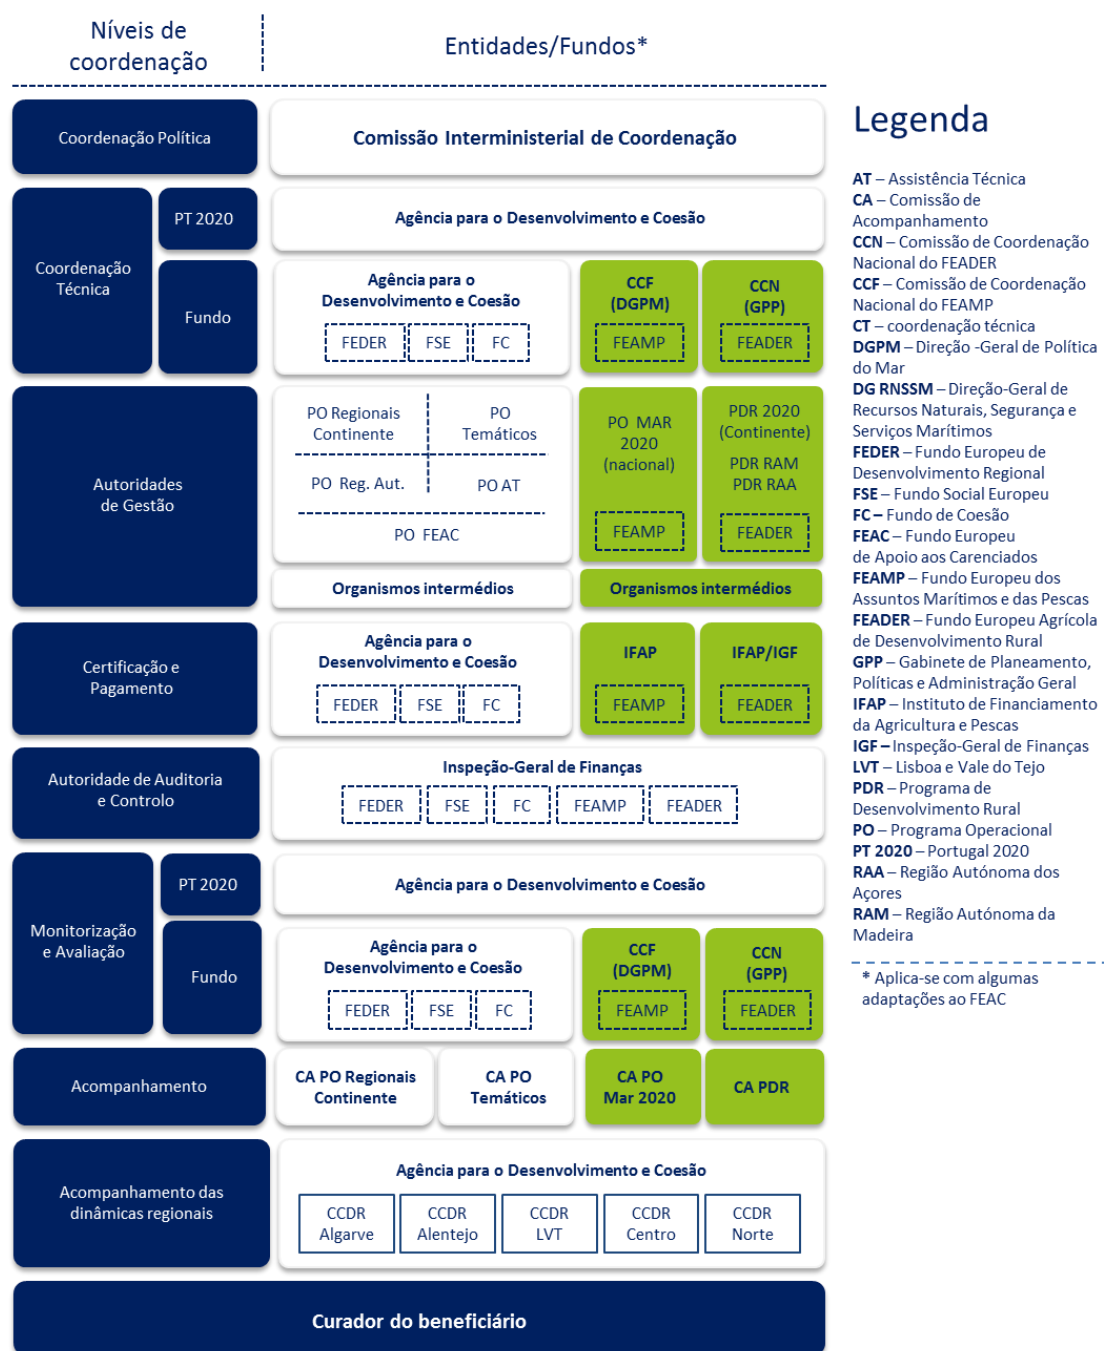 Níveis de
coordenação
Entidades/Fundos*
Coordenação Política
Comissão Interministerial de Coordenação
Coordenação
Técnica
PT 2020
Agência para o Desenvolvimento e Coesão
Fundo
Agência para o
Desenvolvimento e Coesão
FEDER
FSE
FC
CCF
(DGPM)
FEAMP
CCN
(GPP)
FEADER
Autoridades
de Gestão
PO Regionais
Continente
PO
Temáticos
PO Reg. Aut.
PO AT
PO FEAC
PO MAR
2020
(nacional)
FEAMP
PDR 2020
(Continente)
PDR RAM
PDR RAA
FEADER
Organismos intermédios
Organismos intermédios
Certificação e
Pagamento
Agência para o
Desenvolvimento e Coesão
FEDER
FSE
FC
IFAP
FEAMP
IFAP/IGF
FEADER
Autoridade de Auditoria
e Controlo
Inspeção-Geral de Finanças
FEDER
FSE
FC
FEAMP
FEADER
Monitorização
e Avaliação
PT 2020
Agência para o Desenvolvimento e Coesão
Fundo
Agência para o
Desenvolvimento e Coesão
FEDER
FSE
FC
CCF
(DGPM)
FEAMP
CCN
(GPP)
FEADER
Acompanhamento
CA PO Regionais
Continente
CA PO
Temáticos
CA PO
Mar 2020
CA PDR
Acompanhamento das
dinâmicas regionais
Agência para o Desenvolvimento e Coesão
CCDR
Algarve
CCDR
Alentejo
CCDR
LVT
CCDR
Centro
CCDR
Norte
Curador do beneficiário
Legenda
AT – Assistência Técnica
CA – Comissão de
Acompanhamento
CCN – Comissão de Coordenação
Nacional do FEADER
CCF – Comissão de Coordenação
Nacional do FEAMP
CT – coordenação técnica
DGPM – Direção -Geral de Política
do Mar
DG RNSSM – Direção-Geral de
Recursos Naturais, Segurança e
Serviços Marítimos
FEDER – Fundo Europeu de
Desenvolvimento Regional
FSE – Fundo Social Europeu
FC – Fundo de Coesão
FEAC – Fundo Europeu
de Apoio aos Carenciados
FEAMP – Fundo Europeu dos
Assuntos Marítimos e das Pescas
FEADER – Fundo Europeu Agrícola
de Desenvolvimento Rural
GPP – Gabinete de Planeamento,
Políticas e Administração Geral
IFAP – Instituto de Financiamento
da Agricultura e Pescas
IGF – Inspeção-Geral de Finanças
LVT – Lisboa e Vale do Tejo
PDR – Programa de
Desenvolvimento Rural
PO – Programa Operacional
PT 2020 – Portugal 2020
RAA – Região Autónoma dos
Açores
RAM – Região Autónoma da
Madeira
* Aplica-se com algumas
adaptações ao FEAC